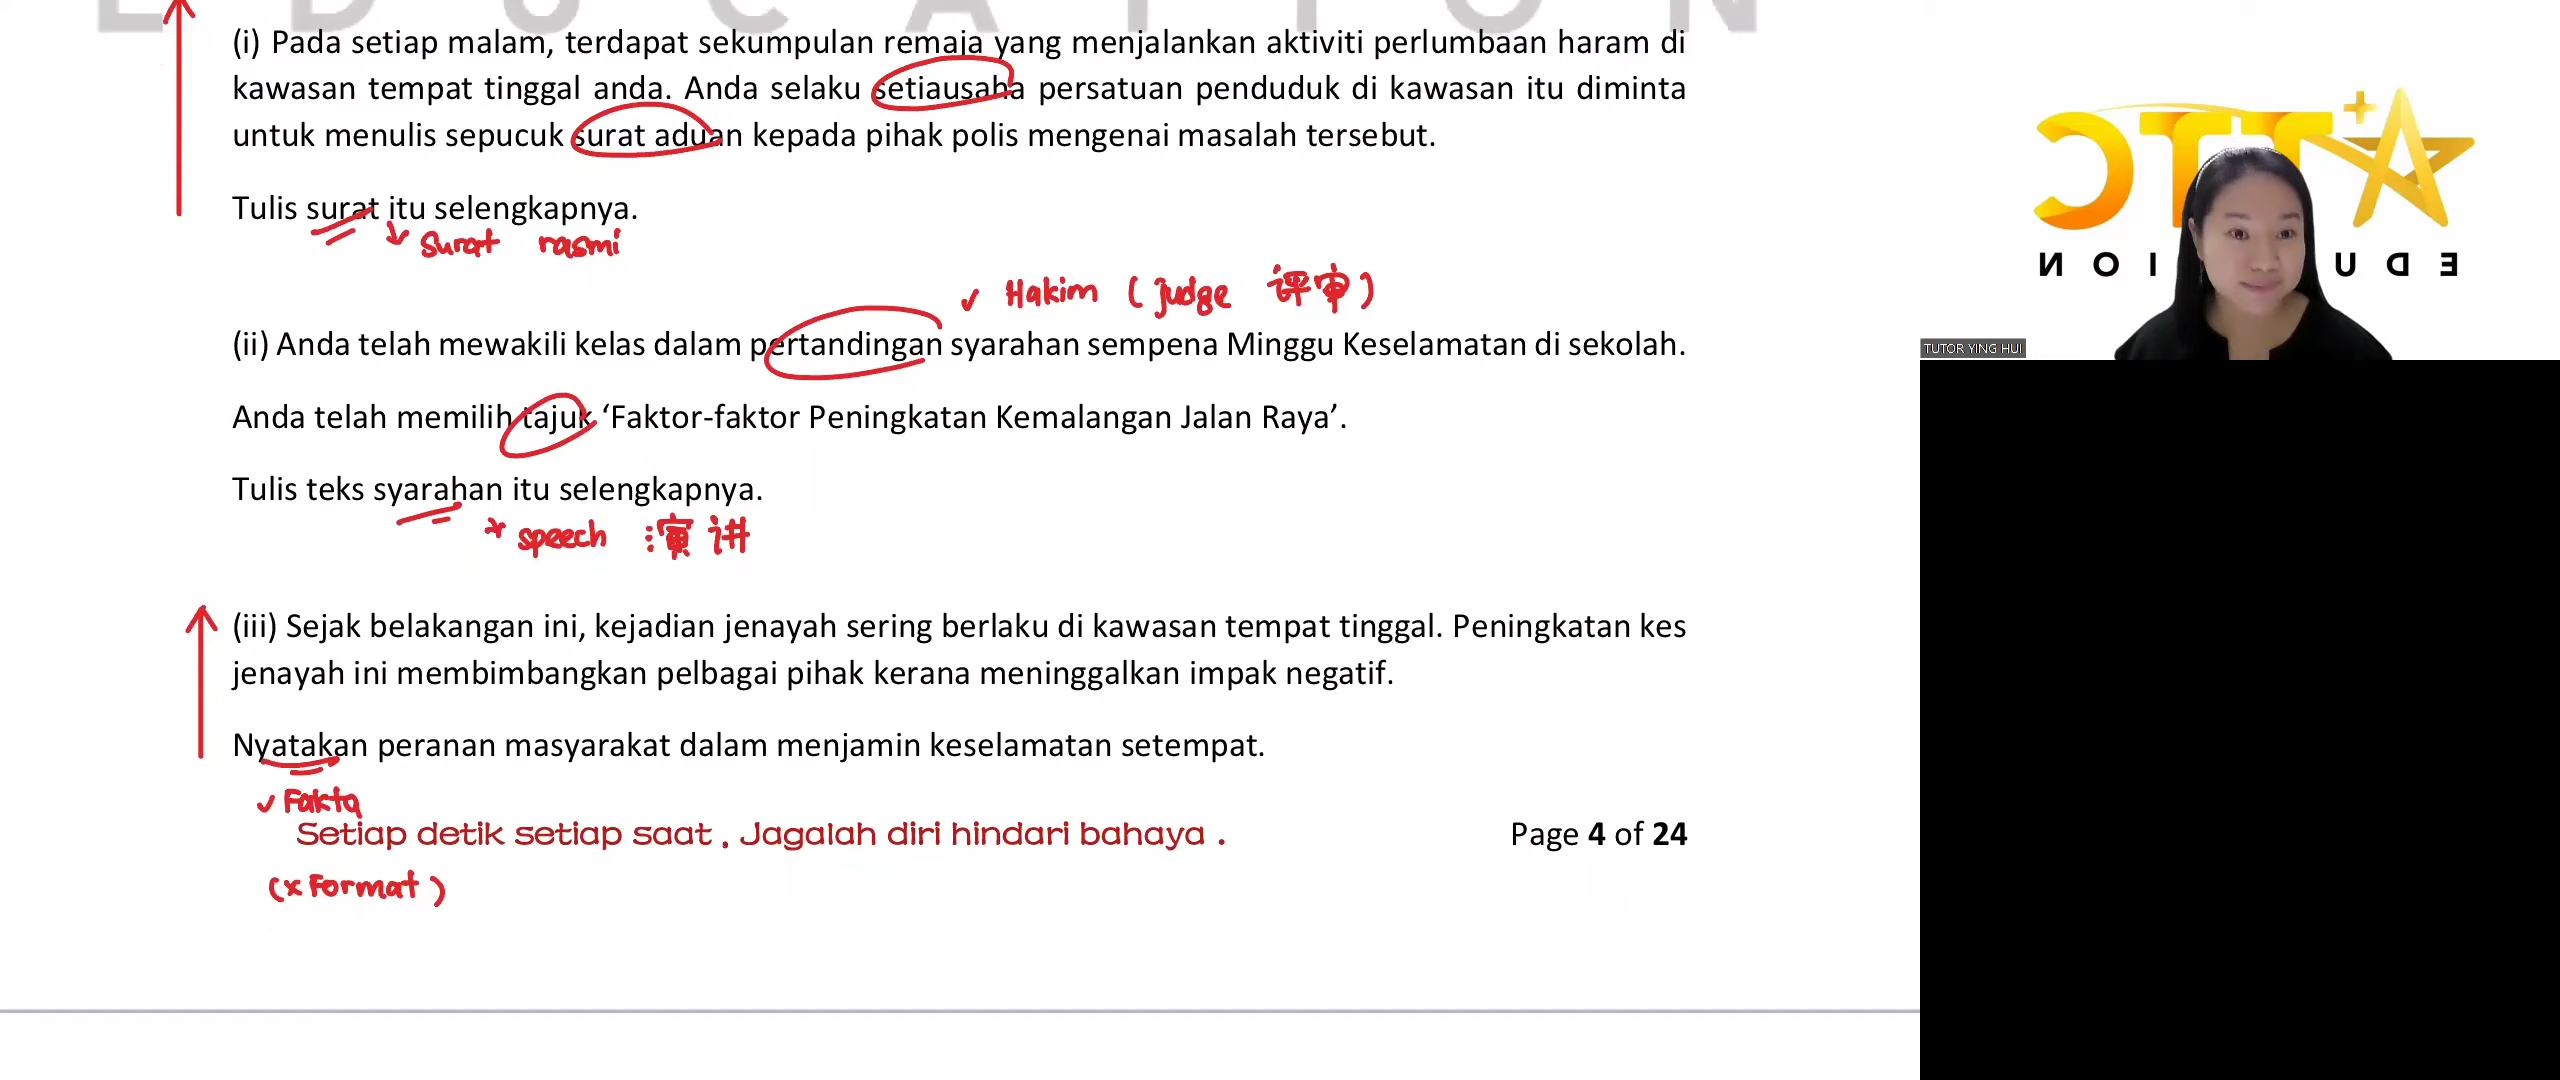 EDUCATION
(i) Pada setiap malam, terdapat sekumpulan remaja yang menjalankan aktiviti perlumbaan haram di
kawasan tempat tinggal anda. Anda selaku setiausaha persatuan penduduk di kawasan itu diminta
untuk menulis sepucuk surat aduan kepada pihak polis mengenai masalah tersebut.
Tulis surat itu selengkapnya.
Surat rasmi
✓ Hakim (judge 评审)
(ii) Anda telah mewakili kelas dalam pertandingan syarahan sempena Minggu Keselamatan di sekolah.
Anda telah memilih tajuk ‘Faktor-faktor Peningkatan Kemalangan Jalan Raya’.
Tulis teks syarahan itu selengkapnya.
* speech 演讲
(iii) Sejak belakangan ini, kejadian jenayah sering berlaku di kawasan tempat tinggal. Peningkatan kes
jenayah ini membimbangkan pelbagai pihak kerana meninggalkan impak negatif.
Nyatakan peranan masyarakat dalam menjamin keselamatan setempat.
✓ Fakta
Setiap detik setiap saat . Jagalah diri hindari bahaya .
Page 4 of 24
(x Format)
CTTC
EDU ION
TUTOR YING HUI